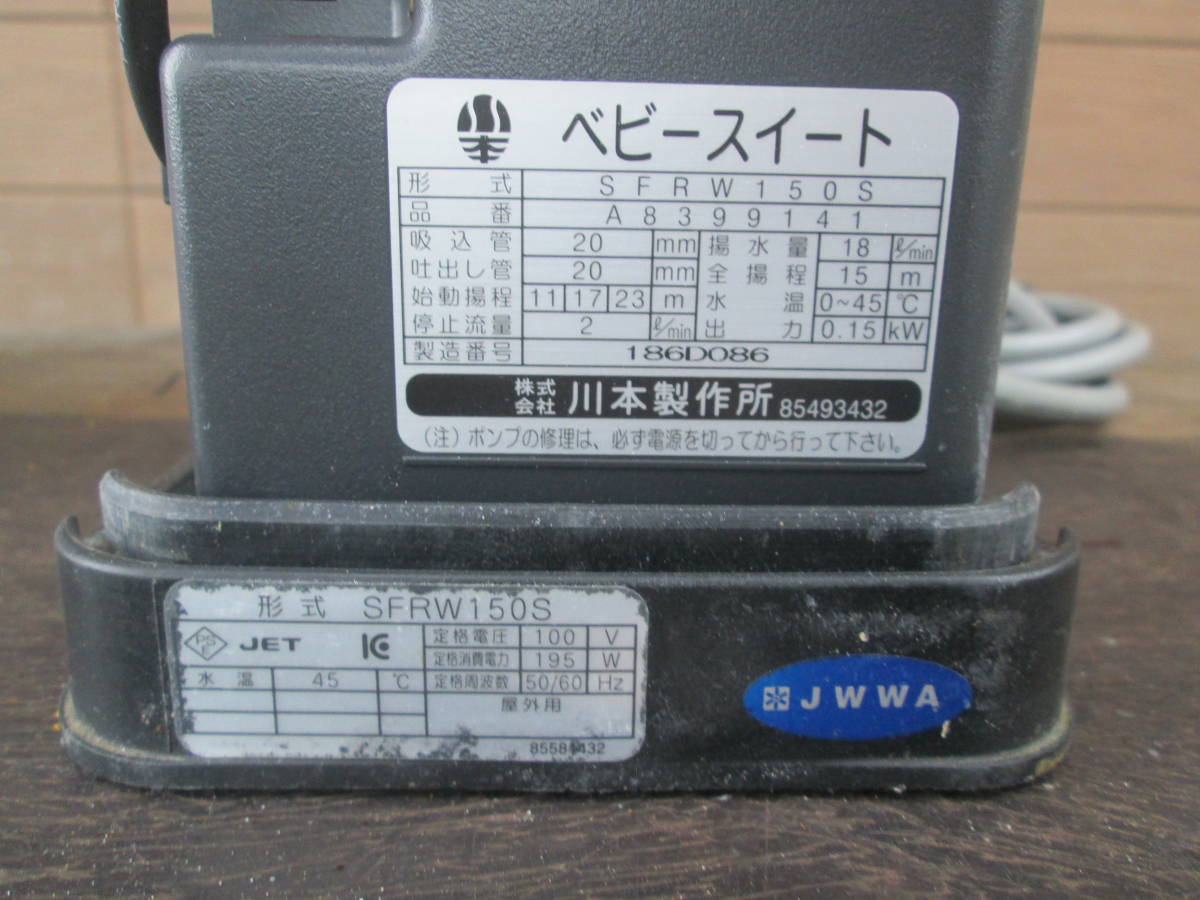 ベビースイート
形式 SFRW150S
品番 A8399141
吸込管 20 mm 揚水量 18 ℓ/min
吐出し管 20 mm 全揚程 15 m
始動揚程 11 17 23 m 水温 0~45 ℃
停止流量 2 ℓ/min 出力 0.15 kW
製造番号 186D086
株式会社 川本製作所 85493432
(注)ポンプの修理は、必ず電源を切ってから行って下さい。
形式 SFRW150S
PSE JET 定格電圧 100 V
定格消費電力 195 W
水温 45 ℃ 定格周波数 50/60 Hz
屋外用
85584432
JWWA